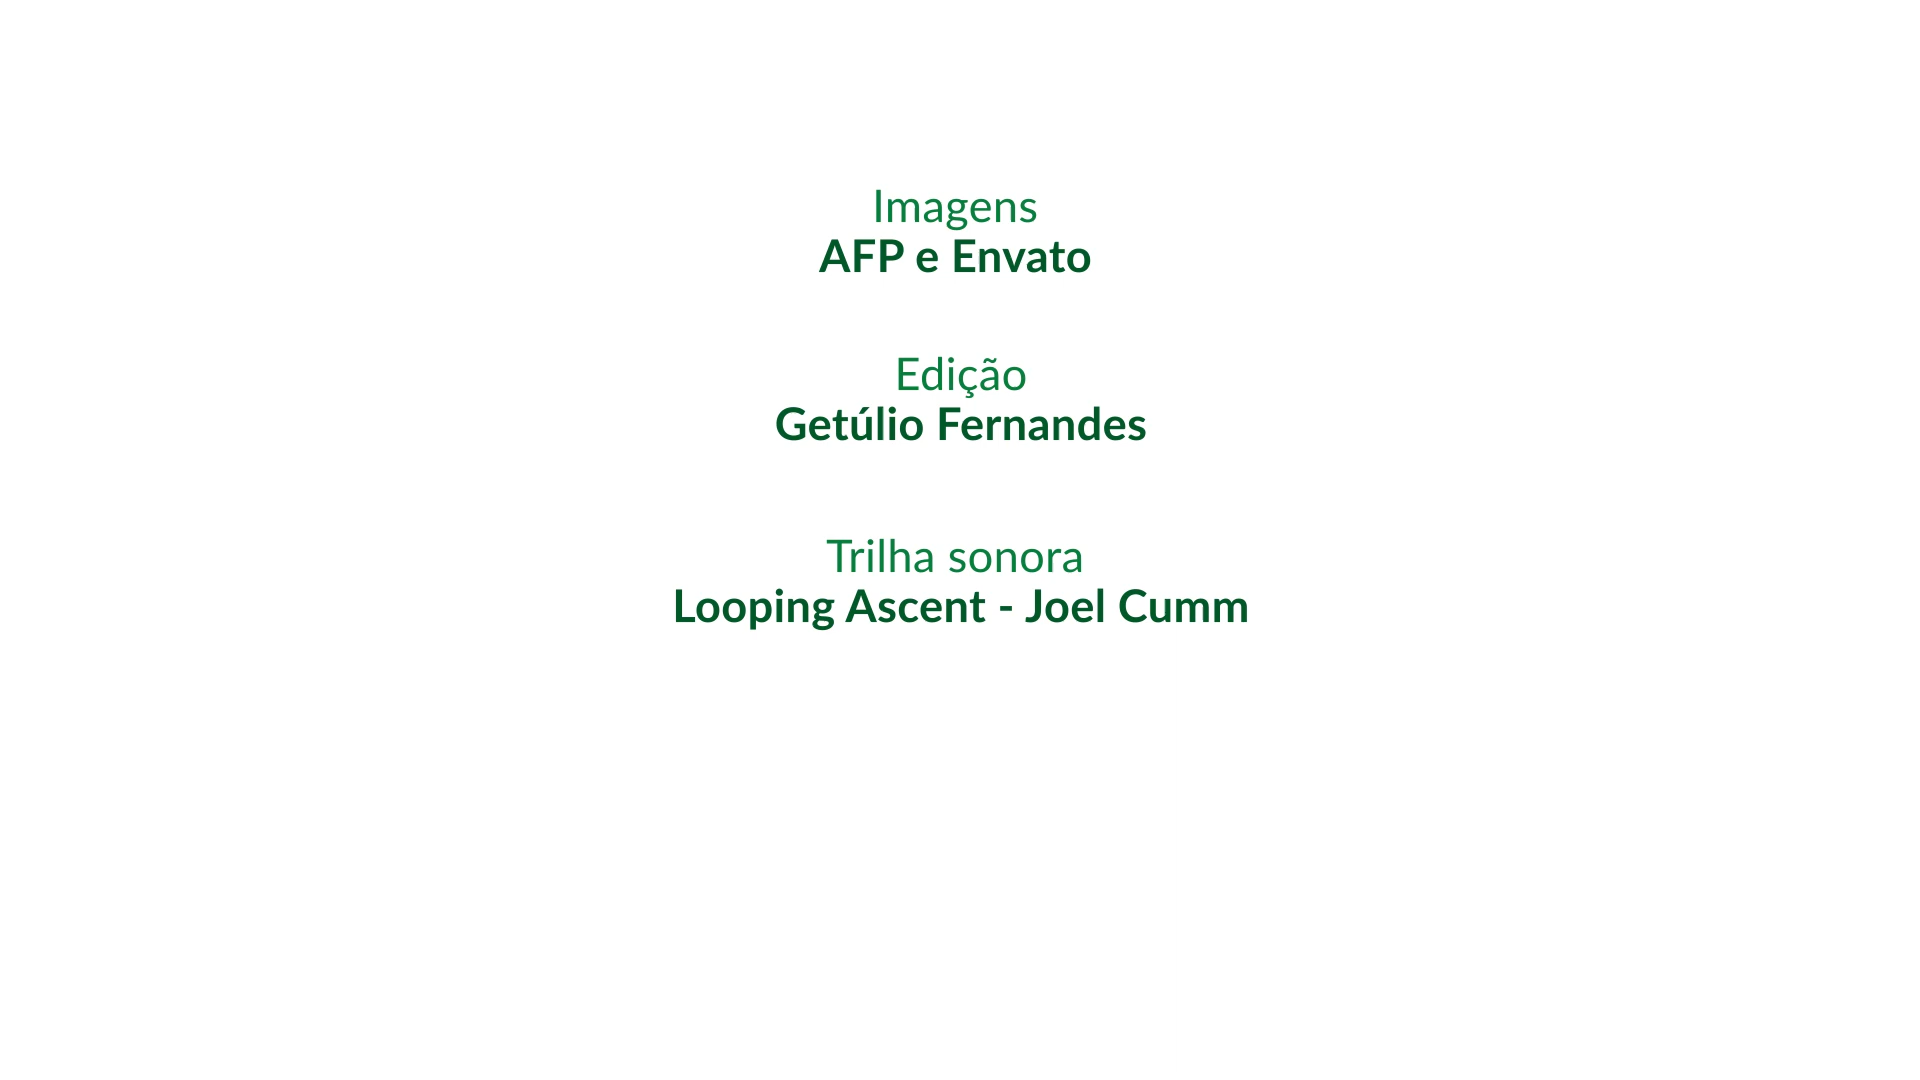 Imagens
AFP e Envato
Edição
Getúlio Fernandes
Trilha sonora
Looping Ascent - Joel Cumm